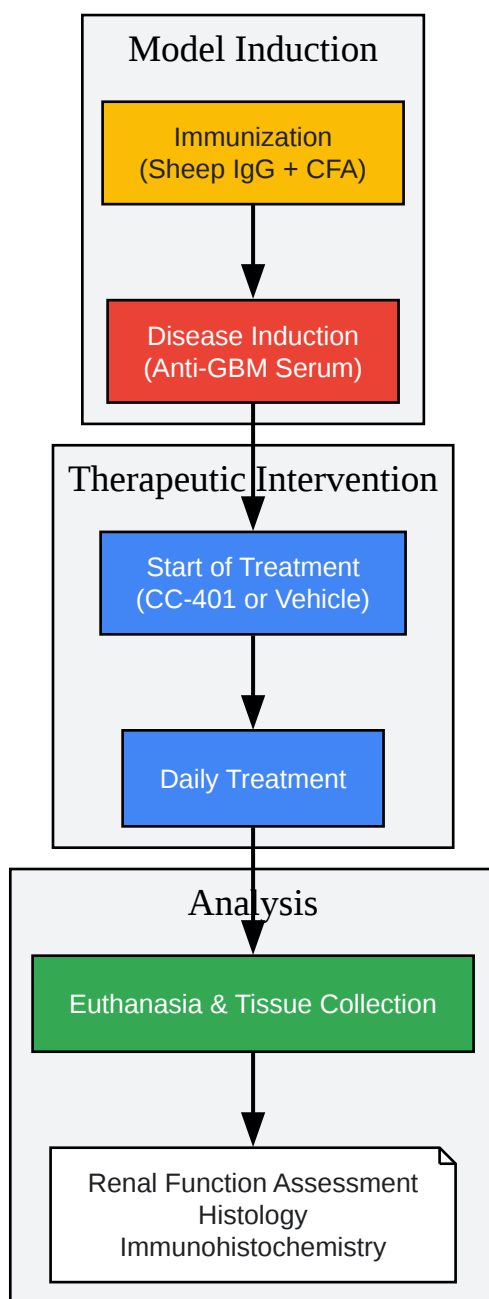 Model Induction
Immunization
(Sheep IgG + CFA)
Disease Induction
(Anti-GBM Serum)
Therapeutic Intervention
Start of Treatment
(CC-401 or Vehicle)
Daily Treatment
Analysis
Euthanasia & Tissue Collection
Renal Function Assessment
Histology
Immunohistochemistry